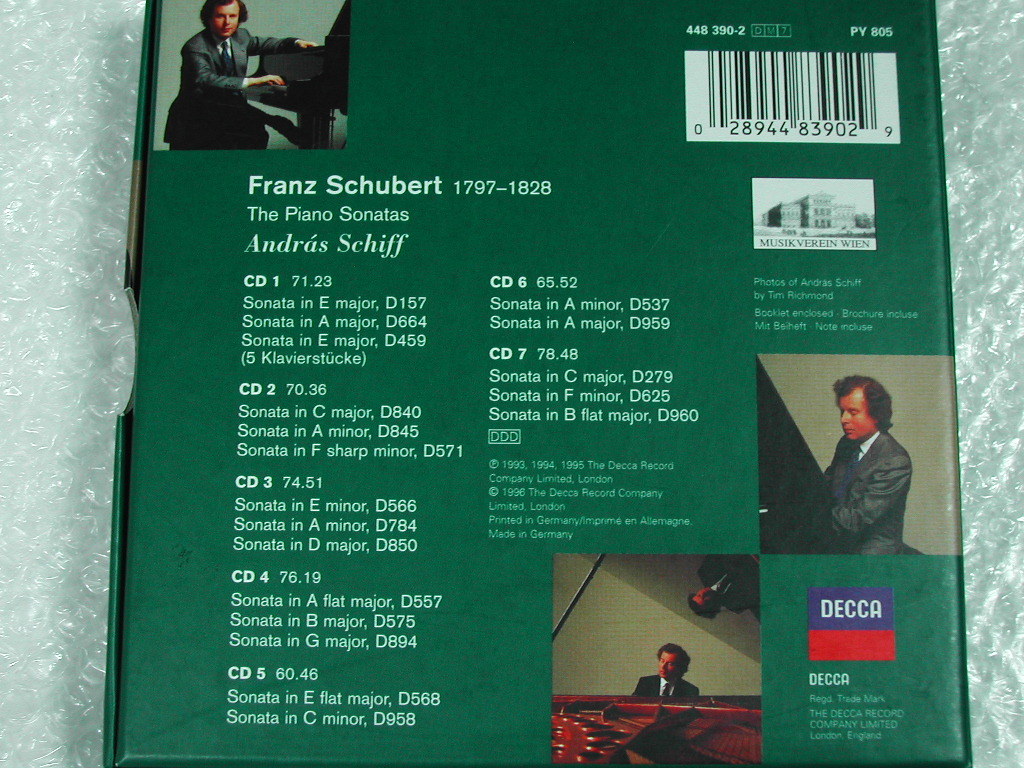 448 390-2 DM7 PY 805
0 28944 83902 9
Franz Schubert 1797–1828
The Piano Sonatas
András Schiff
CD 1 71.23
Sonata in E major, D157
Sonata in A major, D664
Sonata in E major, D459
(5 Klavierstücke)
CD 2 70.36
Sonata in C major, D840
Sonata in A minor, D845
Sonata in F sharp minor, D571
CD 3 74.51
Sonata in E minor, D566
Sonata in A minor, D784
Sonata in D major, D850
CD 4 76.19
Sonata in A flat major, D557
Sonata in B major, D575
Sonata in G major, D894
CD 5 60.46
Sonata in E flat major, D568
Sonata in C minor, D958
CD 6 65.52
Sonata in A minor, D537
Sonata in A major, D959
CD 7 78.48
Sonata in C major, D279
Sonata in F minor, D625
Sonata in B flat major, D960
DDD
℗ 1993, 1994, 1995 The Decca Record
Company Limited, London
© 1996 The Decca Record Company
Limited, London
Printed in Germany/Imprimé en Allemagne.
Made in Germany
MUSIKVEREIN WIEN
Photos of András Schiff
by Tim Richmond
Booklet enclosed · Brochure incluse
Mit Beiheft · Note incluse
DECCA
DECCA
Regd. Trade Mark
THE DECCA RECORD
COMPANY LIMITED
London, England